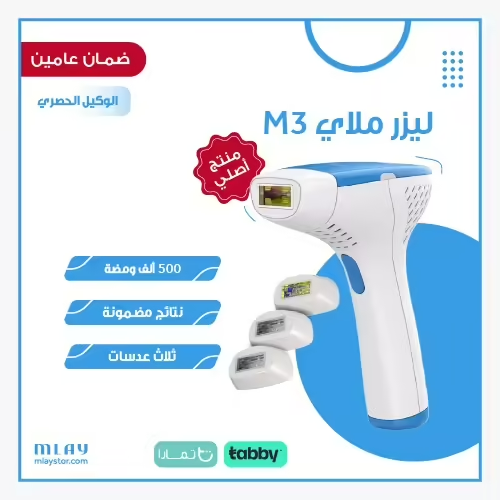 ضمان عامين
الوكيل الحصري
ليزر ملاي M3
منتج
أصلي
500 ألف ومضة
نتائج مضمونة
ثلاث عدسات
MLAY
mlaystar.com
تمارا
tabby